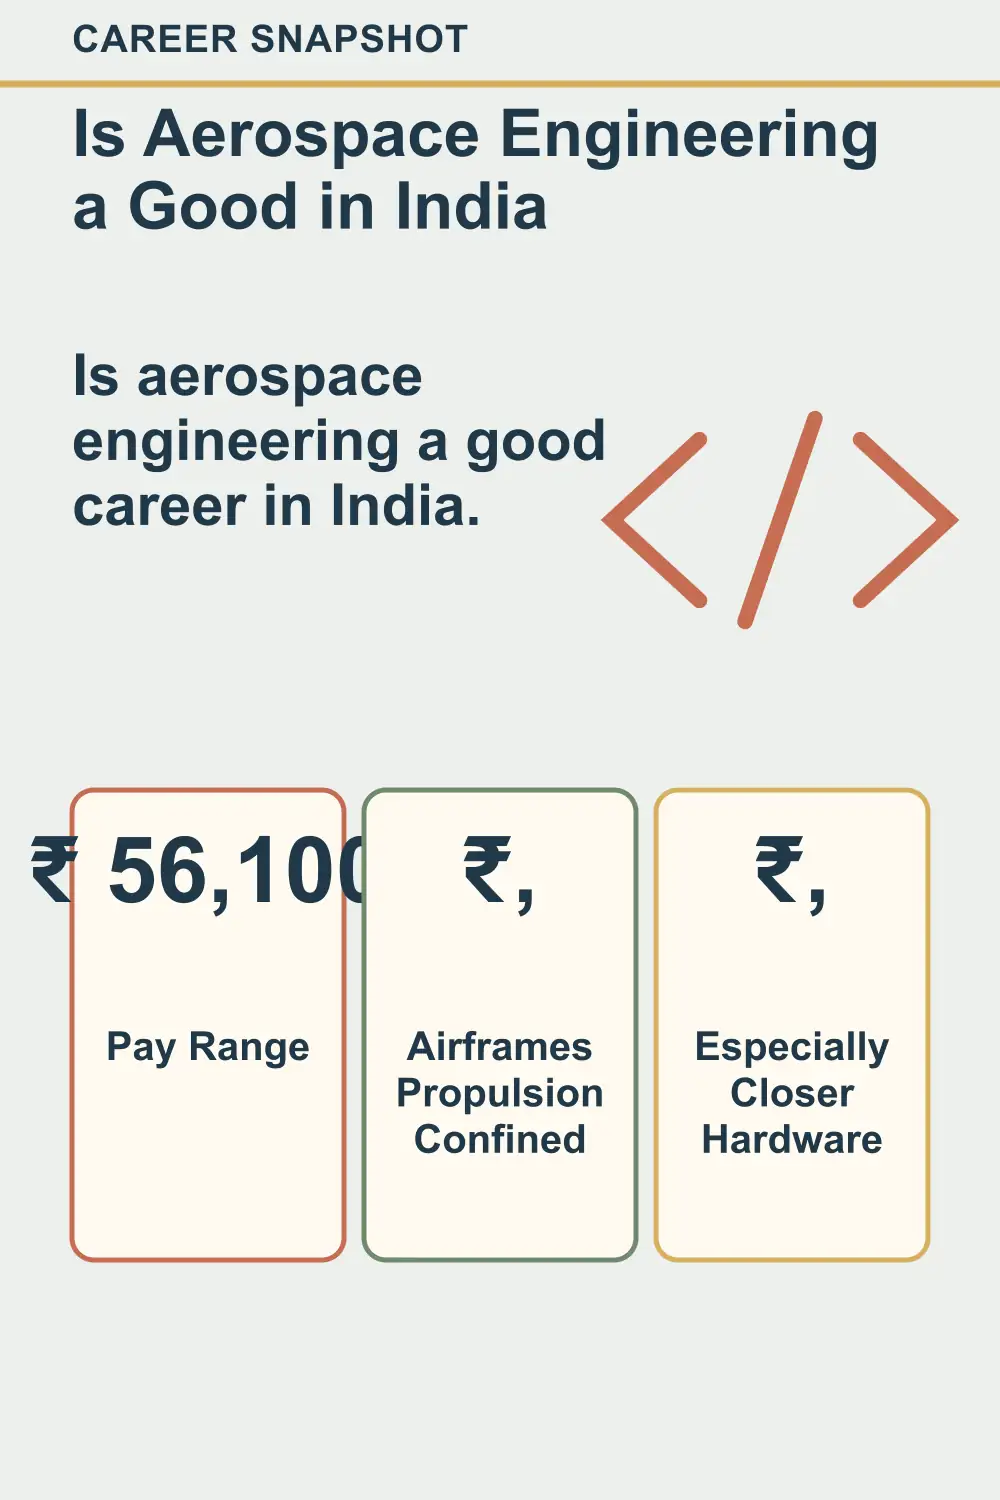 CAREER SNAPSHOT
Is Aerospace Engineering
a Good in India
Is aerospace
engineering a good
career in India.
₹ 56,100
₹,
₹,
Pay Range
Airframes
Propulsion
Confined
Especially
Closer
Hardware